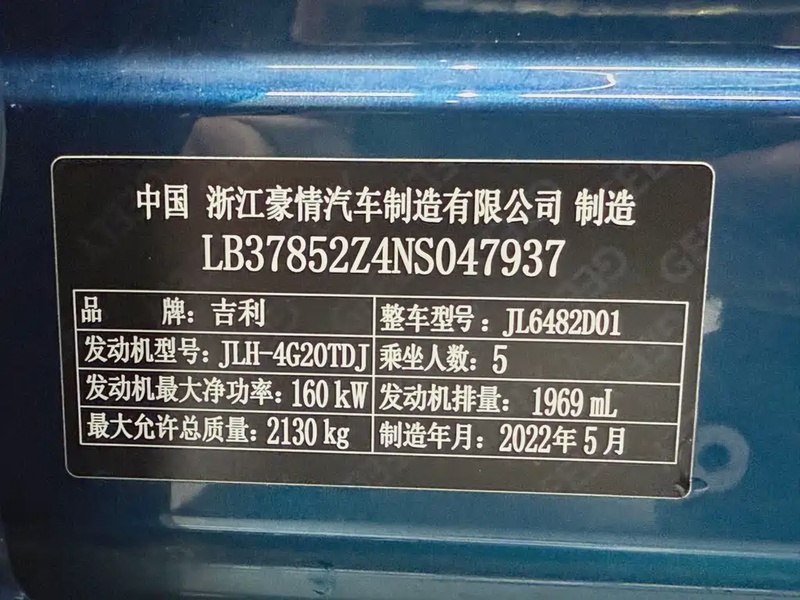 中国 浙江豪情汽车制造有限公司 制造
LB37852Z4NS047937
品 牌: 吉利 整车型号: JL6482D01
发动机型号: JLH-4G20TDJ 乘坐人数: 5
发动机最大净功率: 160 kW 发动机排量: 1969 mL
最大允许总质量: 2130 kg 制造年月: 2022年5月